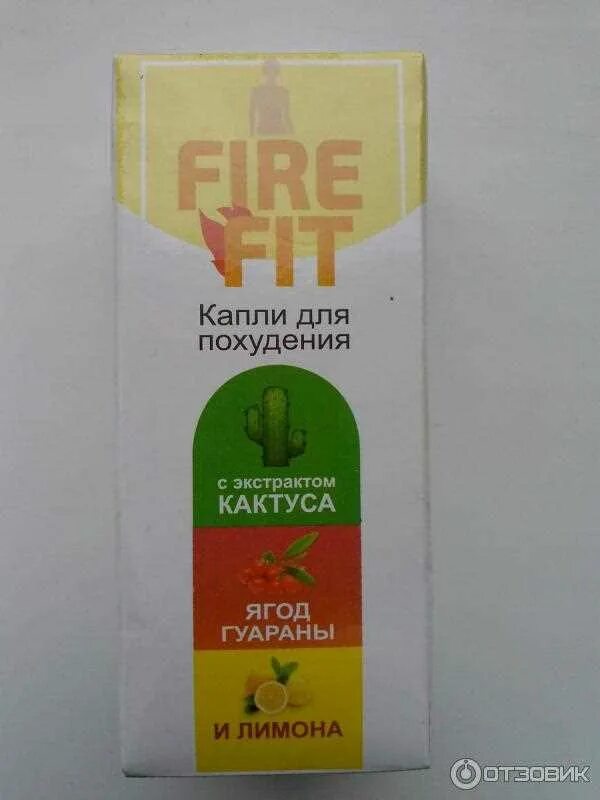 FIRE
FIT
Капли для
похудения
с экстрактом
КАКТУСА
ЯГОД
ГУАРАНЫ
И ЛИМОНА
ОТЗОВИК